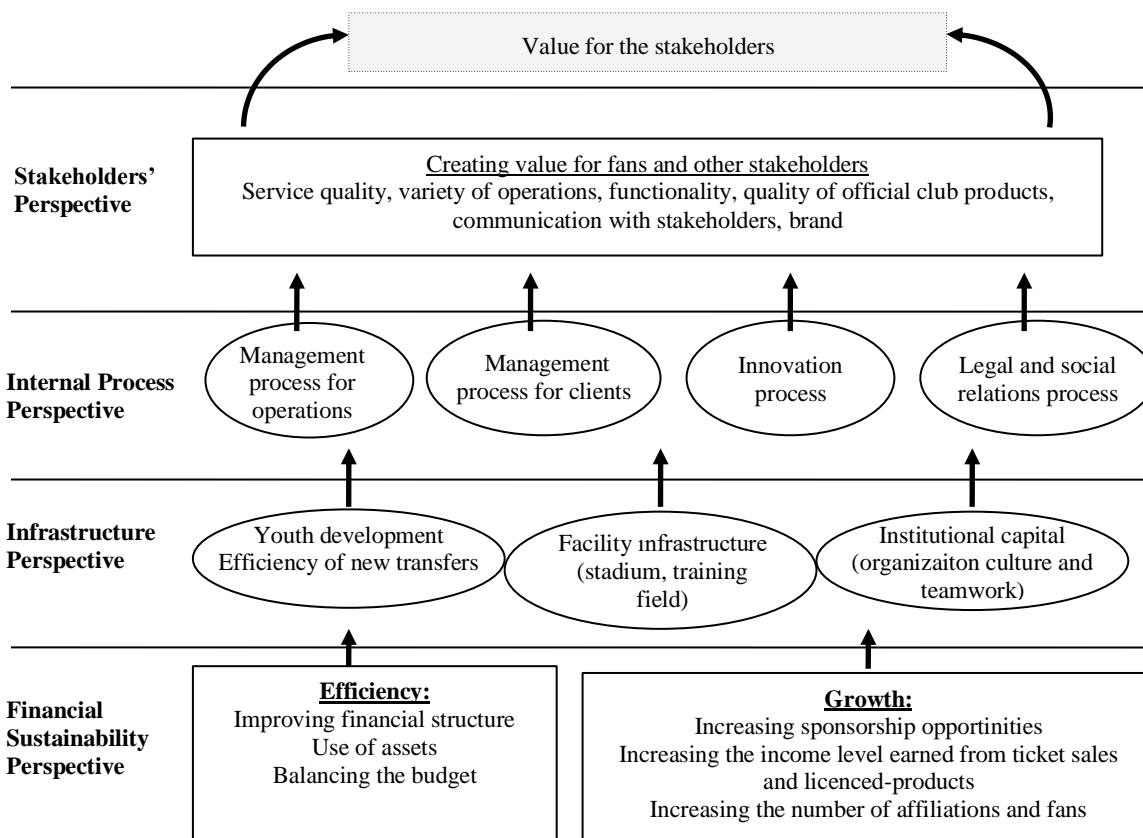 Value for the stakeholders
Stakeholders’
Perspective
Creating value for fans and other stakeholders
Service quality, variety of operations, functionality, quality of official club products,
communication with stakeholders, brand
Internal Process
Perspective
Management
process for
operations
Management
process for clients
Innovation
process
Legal and social
relations process
Infrastructure
Perspective
Youth development
Efficiency of new transfers
Facility infrastructure
(stadium, training
field)
Institutional capital
(organizaiton culture and
teamwork)
Financial
Sustainability
Perspective
Efficiency:
Improving financial structure
Use of assets
Balancing the budget
Growth:
Increasing sponsorship opportinities
Increasing the income level earned from ticket sales
and licenced-products
Increasing the number of affiliations and fans